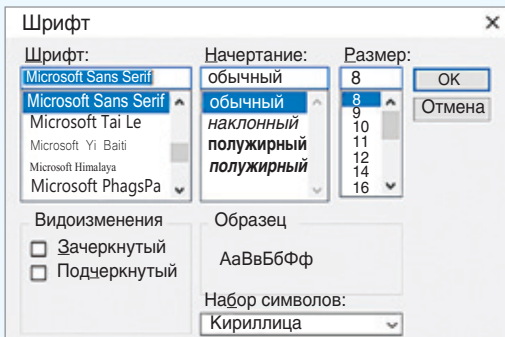 Шрифт
Шрифт: Начертание: Размер:
Microsoft Sans Serif обычный 8 OK
Microsoft Sans Serif обычный 8 Отмена
Microsoft Tai Le наклонный 9
Microsoft Yi Baiti полужирный 10
Microsoft Himalaya полужирный 11
Microsoft PhagsPa 12
14
16
Видоизменения Образец
Зачеркнутый АаВвБбФф
Подчеркнутый
Набор символов:
Кириллица